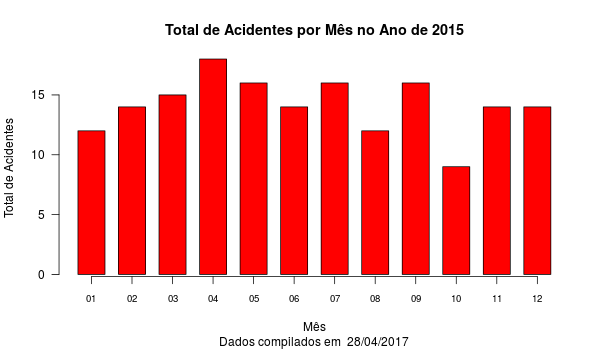 Total de Acidentes por Mês no Ano de 2015
Total de Acidentes
15
10
5
0
01 02 03 04 05 06 07 08 09 10 11 12
Mês
Dados compilados em 28/04/2017